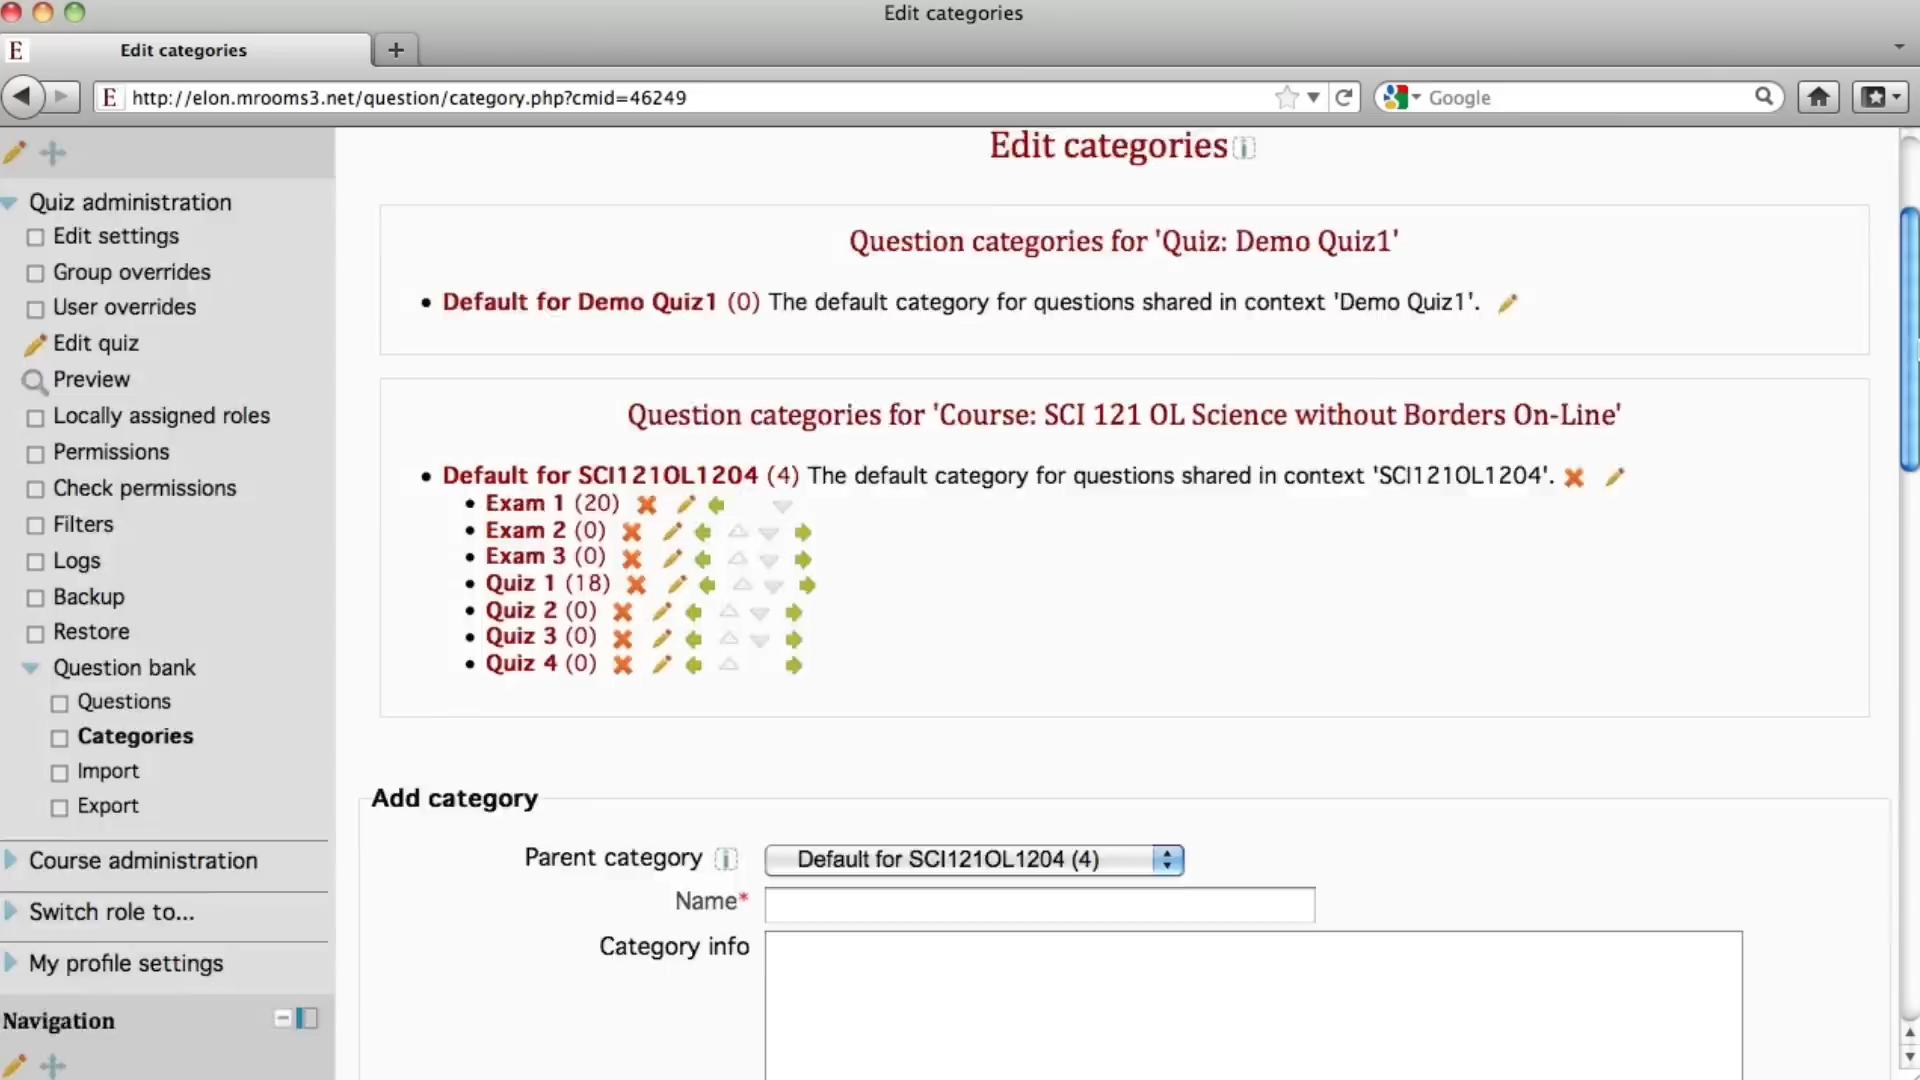 Edit categories
E Edit categories
E http://elon.mrooms3.net/question/category.php?cmid=46249 Google
Edit categories
Quiz administration
Edit settings
Group overrides
User overrides
Edit quiz
Preview
Locally assigned roles
Permissions
Check permissions
Filters
Logs
Backup
Restore
Question bank
Questions
Categories
Import
Export
Course administration
Switch role to...
My profile settings
Navigation
Question categories for 'Quiz: Demo Quiz1'
Default for Demo Quiz1 (0) The default category for questions shared in context 'Demo Quiz1'.
Question categories for 'Course: SCI 121 OL Science without Borders On-Line'
Default for SCI121OL1204 (4) The default category for questions shared in context 'SCI121OL1204'.
Exam 1 (20)
Exam 2 (0)
Exam 3 (0)
Quiz 1 (18)
Quiz 2 (0)
Quiz 3 (0)
Quiz 4 (0)
Add category
Parent category Default for SCI121OL1204 (4)
Name*
Category info